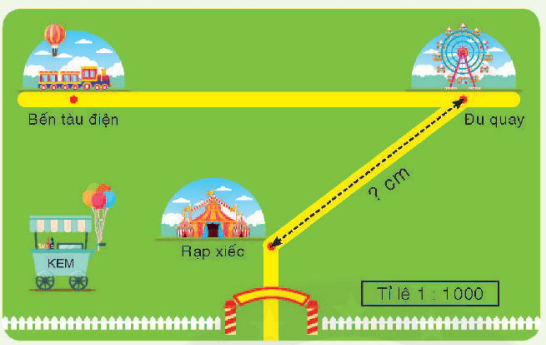 Bến tàu điện
Đu quay
? cm
Rạp xiếc
KEM
Tỉ lệ 1 : 1000